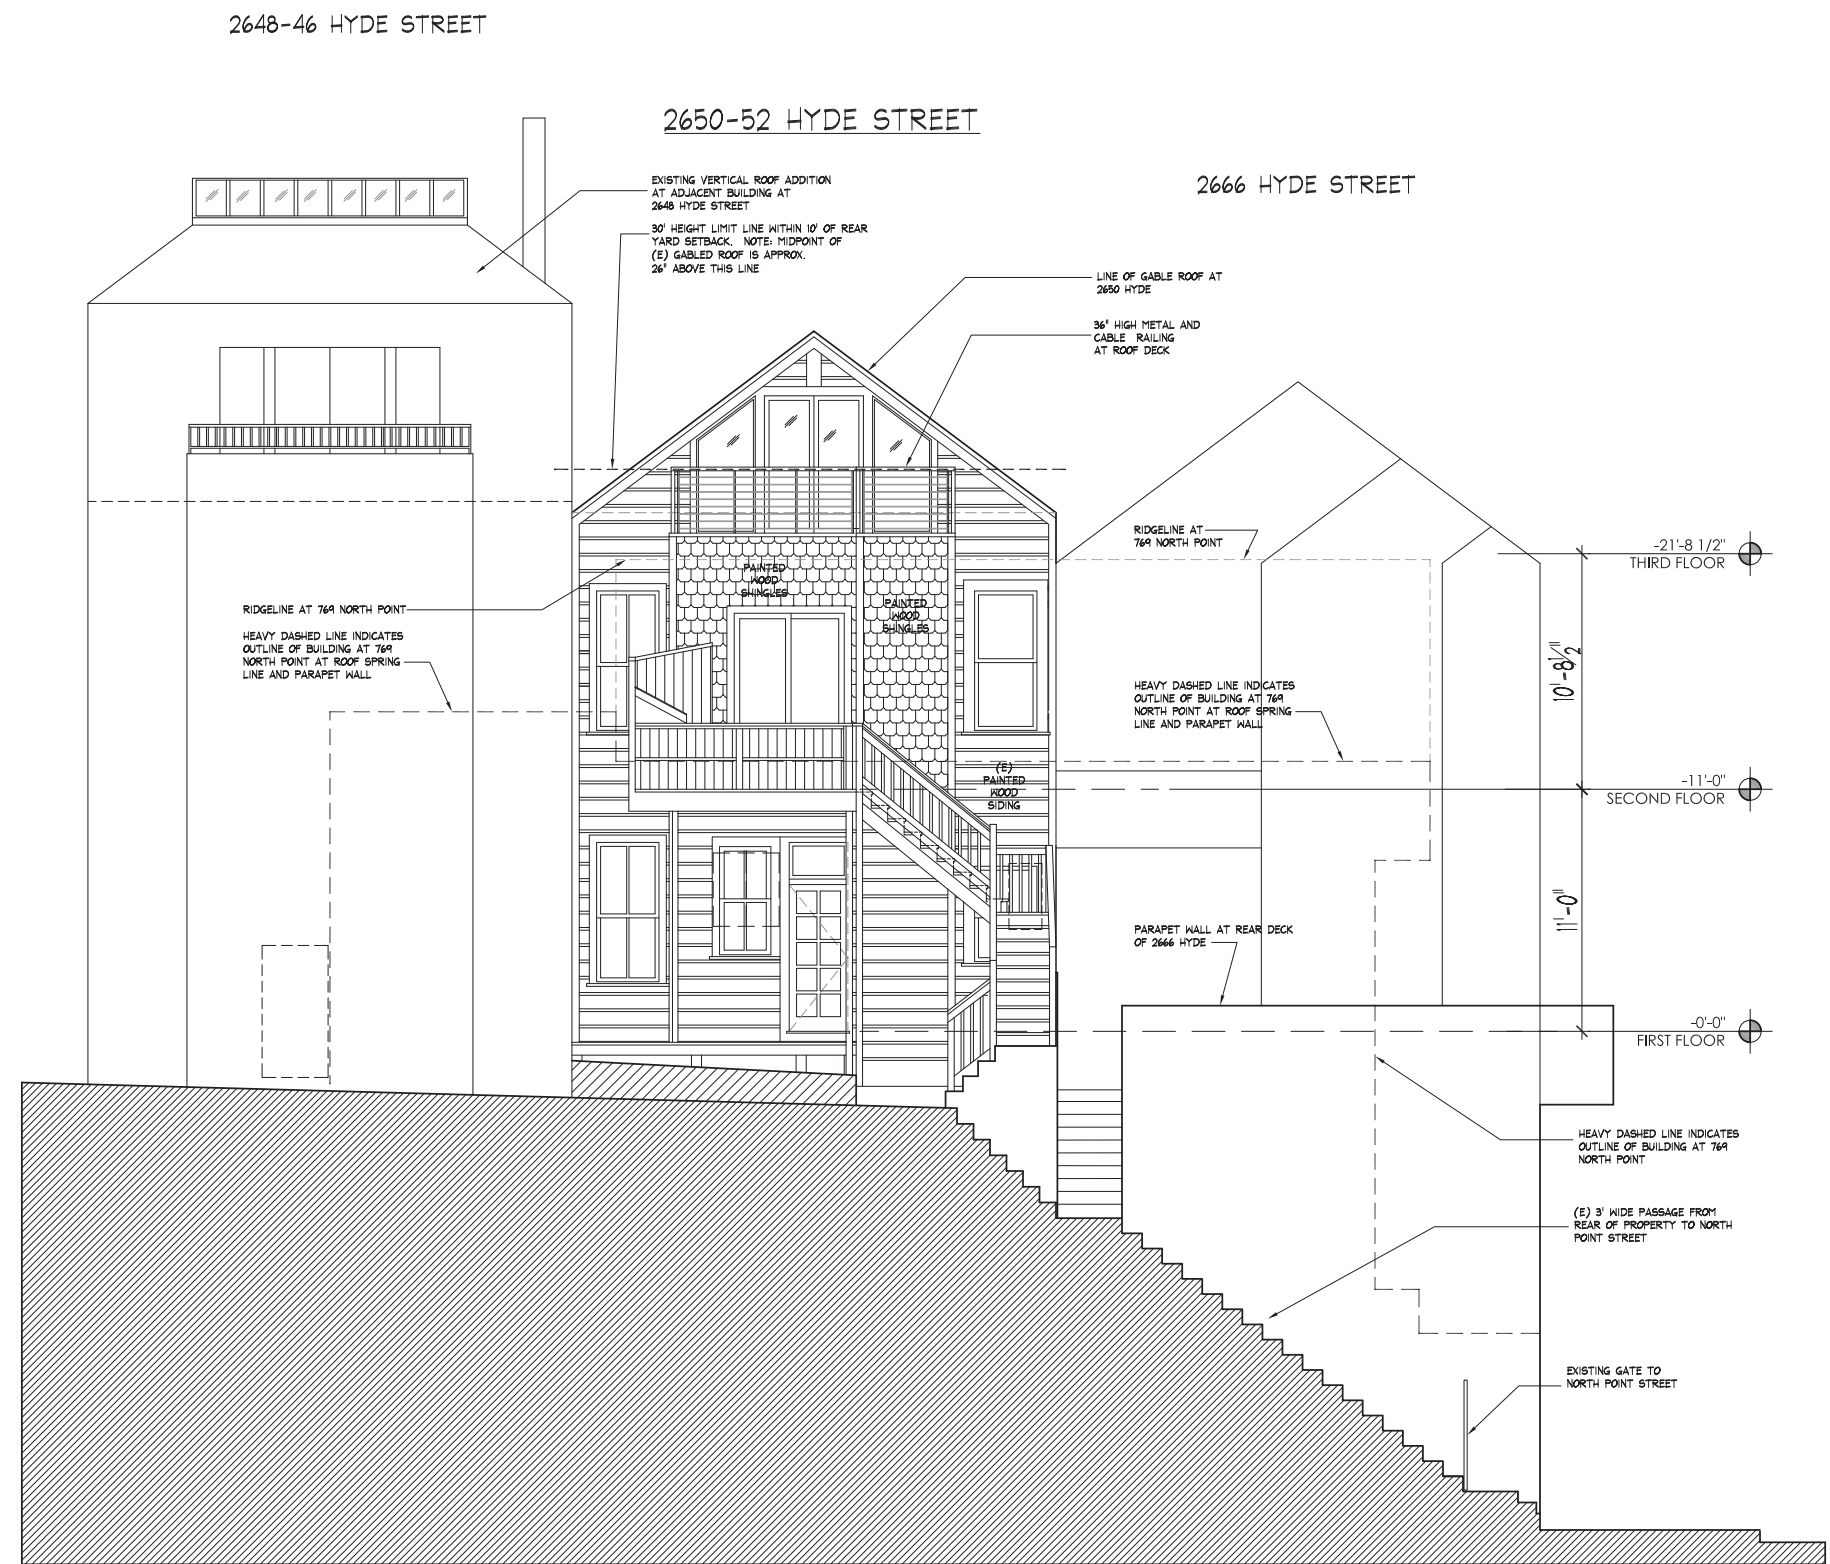 2648-46 HYDE STREET
2650-52 HYDE STREET
2666 HYDE STREET
EXISTING VERTICAL ROOF ADDITION
AT ADJACENT BUILDING AT
2648 HYDE STREET
30' HEIGHT LIMIT LINE WITHIN 10' OF REAR
YARD SETBACK. NOTE: MIDPOINT OF
(E) GABLED ROOF IS APPROX.
26" ABOVE THIS LINE
LINE OF GABLE ROOF AT
2650 HYDE
36" HIGH METAL AND
CABLE RAILING
AT ROOF DECK
RIDGELINE AT
769 NORTH POINT
-21'-8 1/2"
THIRD FLOOR
PAINTED
WOOD
SHINGLES
PAINTED
WOOD
SHINGLES
RIDGELINE AT 769 NORTH POINT
HEAVY DASHED LINE INDICATES
OUTLINE OF BUILDING AT 769
NORTH POINT AT ROOF SPRING
LINE AND PARAPET WALL
HEAVY DASHED LINE INDICATES
OUTLINE OF BUILDING AT 769
NORTH POINT AT ROOF SPRING
LINE AND PARAPET WALL
10'-8½"
(E)
PAINTED
WOOD
SIDING
-11'-0"
SECOND FLOOR
11'-0"
PARAPET WALL AT REAR DECK
OF 2666 HYDE
-0'-0"
FIRST FLOOR
HEAVY DASHED LINE INDICATES
OUTLINE OF BUILDING AT 769
NORTH POINT
(E) 3' WIDE PASSAGE FROM
REAR OF PROPERTY TO NORTH
POINT STREET
EXISTING GATE TO
NORTH POINT STREET